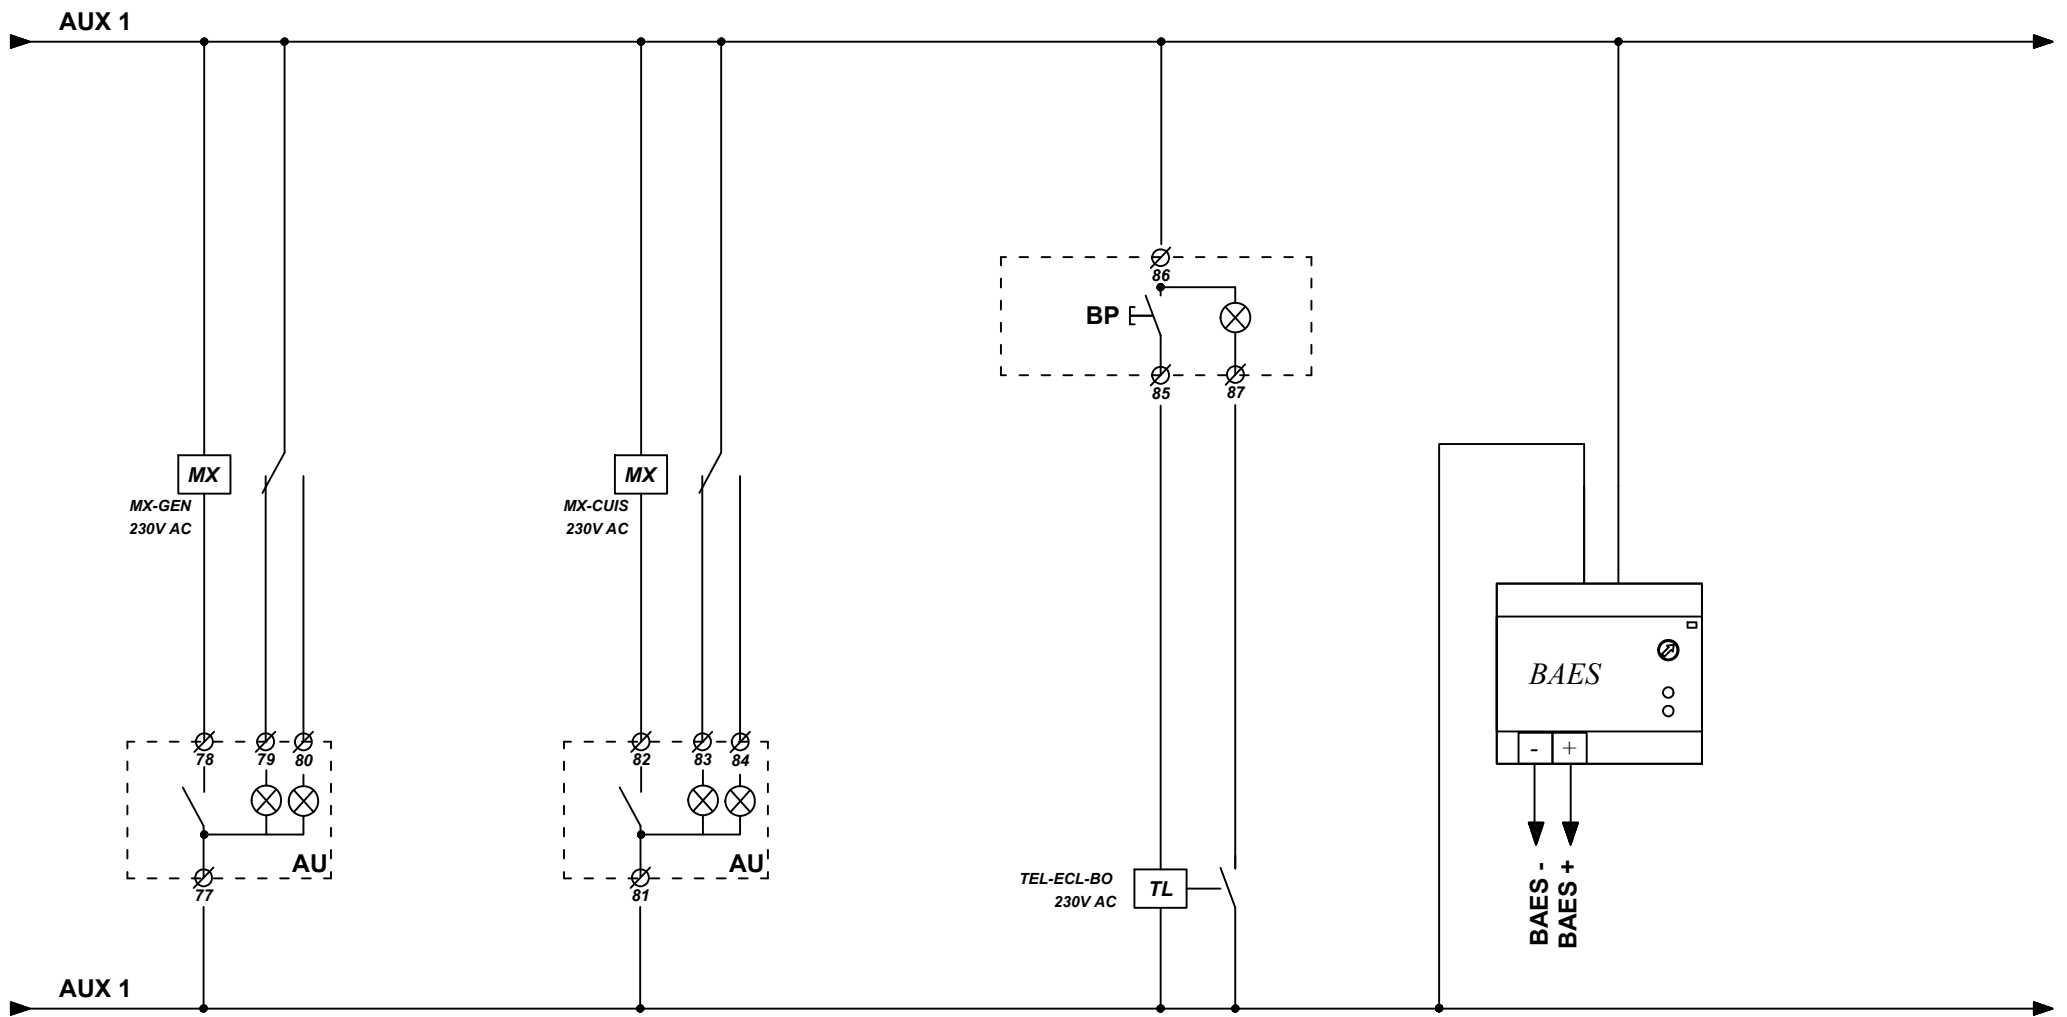 AUX 1
86
BP
85
87
MX
MX-GEN
230V AC
MX
MX-CUIS
230V AC
BAES
- +
78 79 80
82 83 84
AU
77
AU
81
TEL-ECL-BO
230V AC
TL
BAES -
BAES +
AUX 1